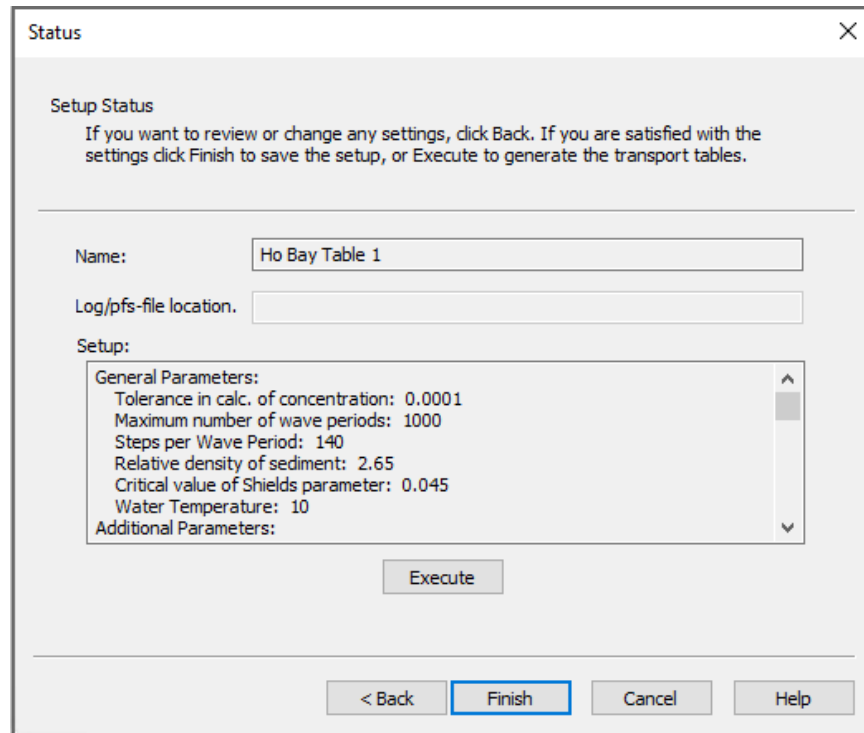 Status
Setup Status
If you want to review or change any settings, click Back. If you are satisfied with the
settings click Finish to save the setup, or Execute to generate the transport tables.
Name:
Ho Bay Table 1
Log/pfs-file location.
Setup:
General Parameters:
Tolerance in calc. of concentration: 0.0001
Maximum number of wave periods: 1000
Steps per Wave Period: 140
Relative density of sediment: 2.65
Critical value of Shields parameter: 0.045
Water Temperature: 10
Additional Parameters:
Execute
< Back
Finish
Cancel
Help